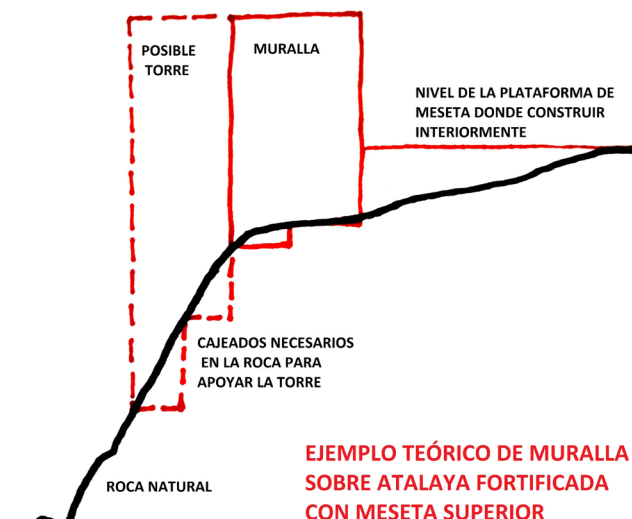 POSIBLE
TORRE
MURALLA
NIVEL DE LA PLATAFORMA DE
MESETA DONDE CONSTRUIR
INTERIORMENTE
CAJEADOS NECESARIOS
EN LA ROCA PARA
APOYAR LA TORRE
ROCA NATURAL
EJEMPLO TEÓRICO DE MURALLA
SOBRE ATALAYA FORTIFICADA
CON MESETA SUPERIOR